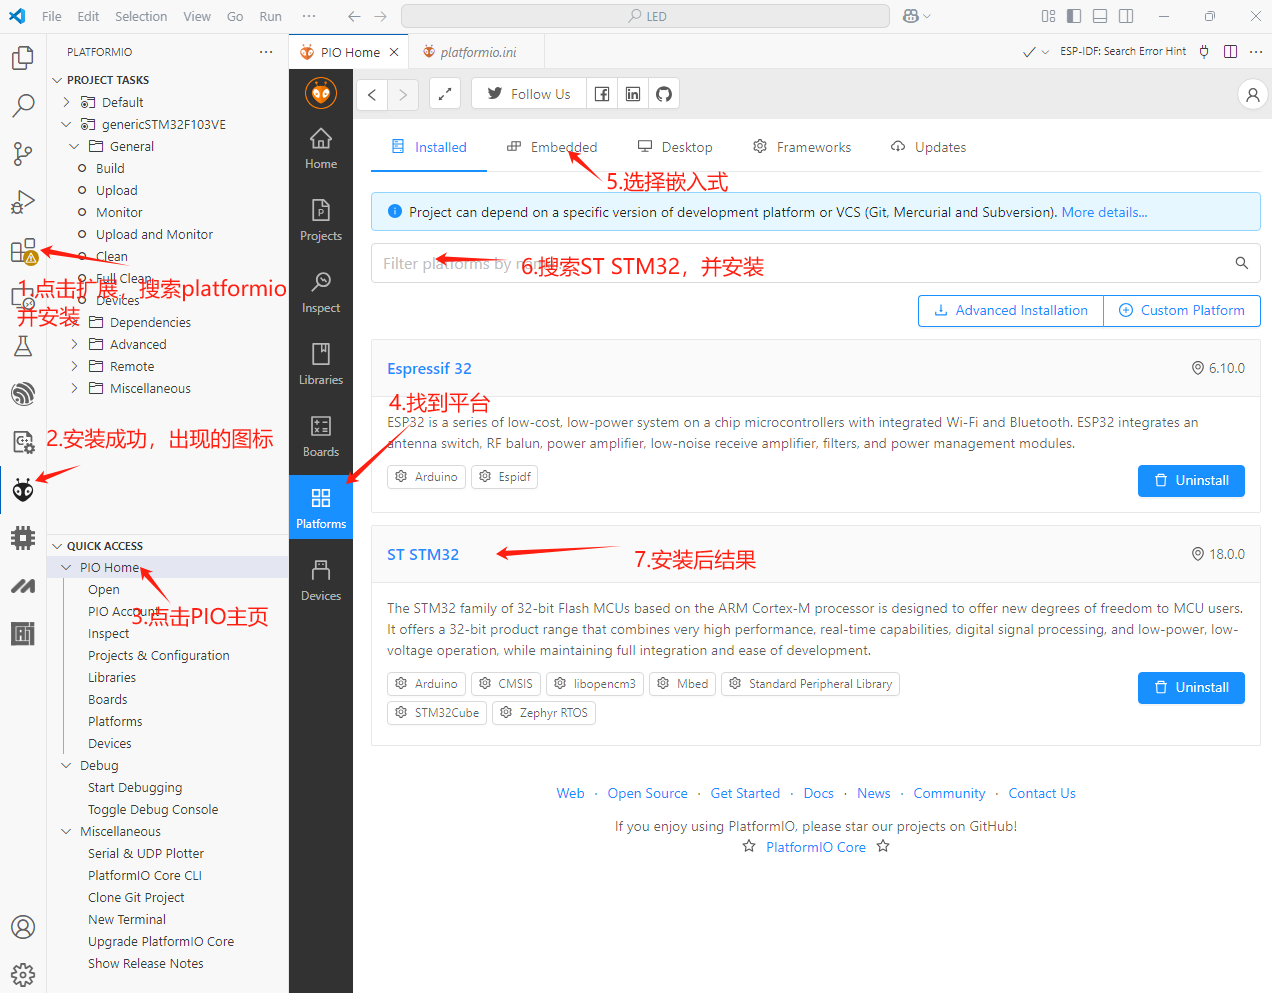 File Edit Selection View Go Run ··· LED
PLATFORMIO ···
PROJECT TASKS
Default
genericSTM32F103VE
General
Build
Upload
Monitor
Upload and Monitor
Clean
Full Clean
Devices
Dependencies
Advanced
Remote
Miscellaneous
1.点击扩展，搜索platformio
并安装
2.安装成功，出现的图标
QUICK ACCESS
PIO Home
Open
PIO Account
3.点击PIO主页
Inspect
Projects & Configuration
Libraries
Boards
Platforms
Devices
Debug
Start Debugging
Toggle Debug Console
Miscellaneous
Serial & UDP Plotter
PlatformIO Core CLI
Clone Git Project
New Terminal
Upgrade PlatformIO Core
Show Release Notes
PIO Home
platformio.ini
ESP-IDF: Search Error Hint
Home
Projects
Inspect
Libraries
Boards
Platforms
Devices
Follow Us
Installed Embedded Desktop Frameworks Updates
5.选择嵌入式
Project can depend on a specific version of development platform or VCS (Git, Mercurial and Subversion). More details...
Filter platforms by name
6.搜索ST STM32，并安装
Advanced Installation Custom Platform
Espressif 32 6.10.0
4.找到平台
ESP32 is a series of low-cost, low-power system on a chip microcontrollers with integrated Wi-Fi and Bluetooth. ESP32 integrates an
antenna switch, RF balun, power amplifier, low-noise receive amplifier, filters, and power management modules.
Arduino Espidf
Uninstall
ST STM32 18.0.0
7.安装后结果
The STM32 family of 32-bit Flash MCUs based on the ARM Cortex-M processor is designed to offer new degrees of freedom to MCU users.
It offers a 32-bit product range that combines very high performance, real-time capabilities, digital signal processing, and low-power, low-
voltage operation, while maintaining full integration and ease of development.
Arduino CMSIS libopencm3 Mbed Standard Peripheral Library
STM32Cube Zephyr RTOS
Uninstall
Web · Open Source · Get Started · Docs · News · Community · Contact Us
If you enjoy using PlatformIO, please star our projects on GitHub!
PlatformIO Core